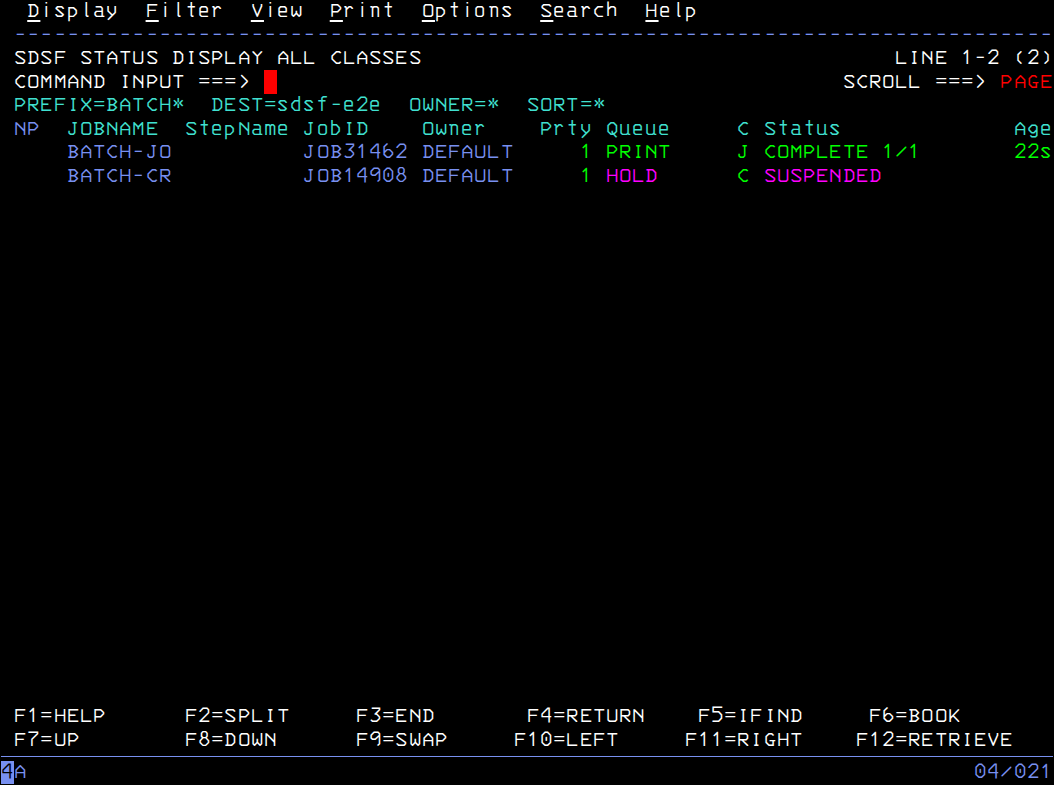 Display  Filter  View  Print  Options  Search  Help
--------------------------------------------------------------------------------
SDSF STATUS DISPLAY ALL CLASSES                                    LINE 1-2 (2)
COMMAND INPUT ===>                                             SCROLL ===> PAGE
PREFIX=BATCH*  DEST=sdsf-e2e  OWNER=*  SORT=*
NP  JOBNAME  StepName JobID    Owner    Prty Queue     C Status             Age
    BATCH-JO          JOB31462 DEFAULT     1 PRINT     J COMPLETE 1/1       22s
    BATCH-CR          JOB14908 DEFAULT     1 HOLD      C SUSPENDED
F1=HELP      F2=SPLIT     F3=END       F4=RETURN    F5=IFIND     F6=BOOK
F7=UP        F8=DOWN      F9=SWAP     F10=LEFT     F11=RIGHT    F12=RETRIEVE
4A                                                                       04/021